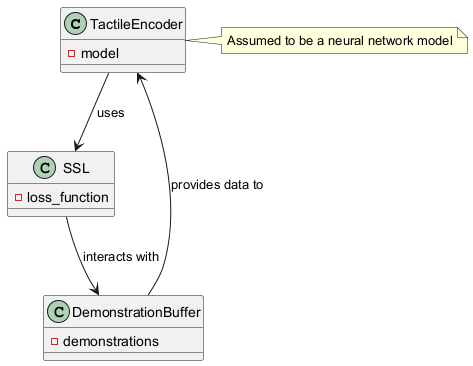 C TactileEncoder
model
Assumed to be a neural network model
uses
C SSL
loss_function
provides data to
interacts with
C DemonstrationBuffer
demonstrations